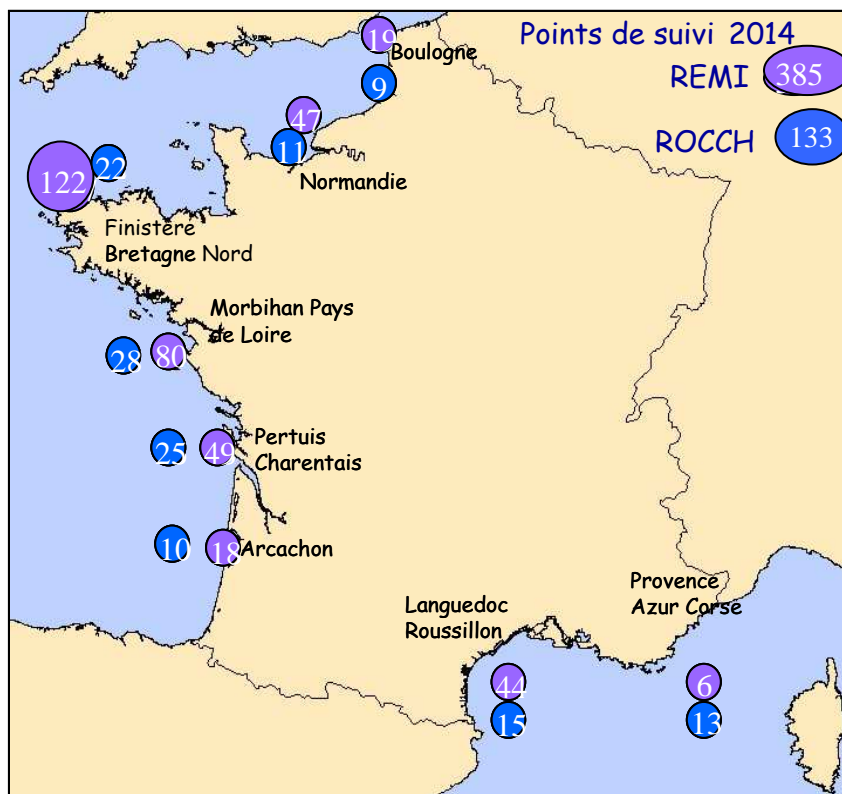 Points de suivi 2014
REMI 385
ROCCH 133
19
Boulogne
9
47
11
Normandie
122
22
Finistère
Bretagne Nord
Morbihan Pays
de Loire
28
80
25
49
Pertuis
Charentais
10
18
Arcachon
Languedoc
Roussillon
44
15
Provence
Azur Corse
6
13